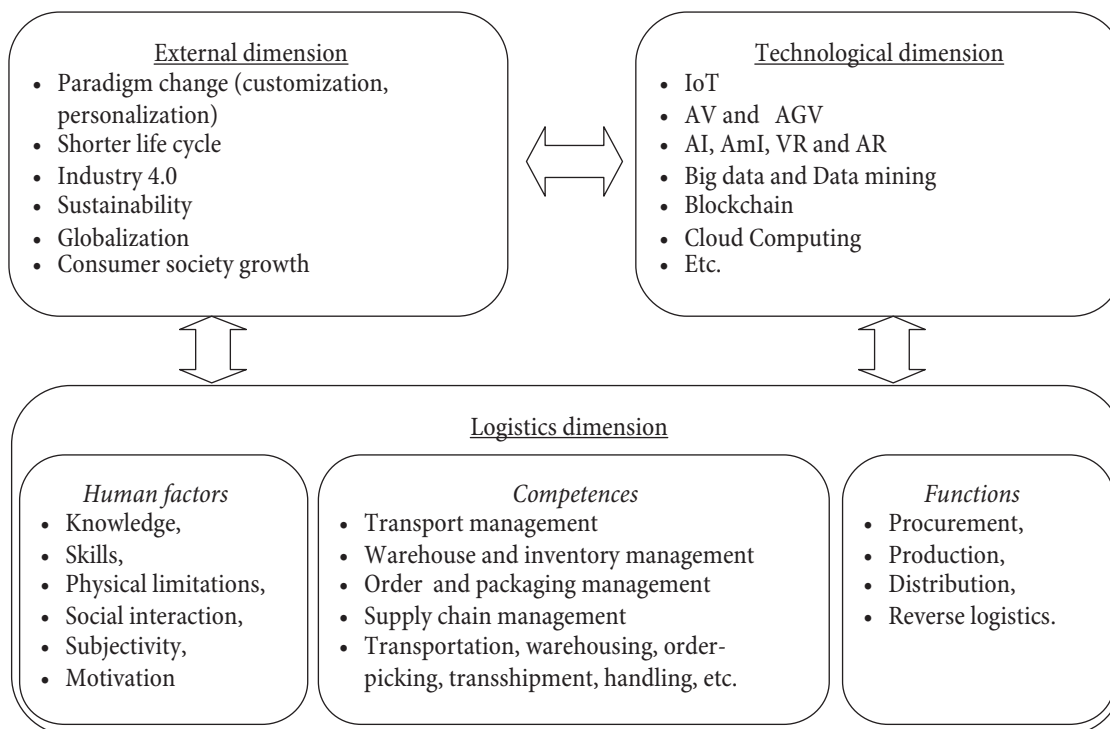 External dimension
• Paradigm change (customization,
personalization)
• Shorter life cycle
• Industry 4.0
• Sustainability
• Globalization
• Consumer society growth
Technological dimension
• IoT
• AV and AGV
• AI, AmI, VR and AR
• Big data and Data mining
• Blockchain
• Cloud Computing
• Etc.
Logistics dimension
Human factors
• Knowledge,
• Skills,
• Physical limitations,
• Social interaction,
• Subjectivity,
• Motivation
Competences
• Transport management
• Warehouse and inventory management
• Order and packaging management
• Supply chain management
• Transportation, warehousing, order-
picking, transshipment, handling, etc.
Functions
• Procurement,
• Production,
• Distribution,
• Reverse logistics.